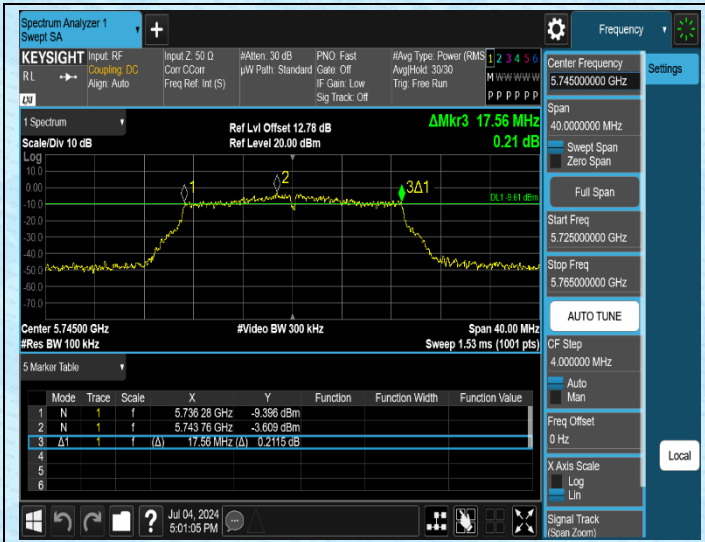 Spectrum Analyzer 1
Swept SA
+
Frequency
KEYSIGHT
RL
LXI
Input: RF
Coupling: DC
Align: Auto
Input Z: 50 Ω
Corr CCorr
Freq Ref: Int (S)
#Atten: 30 dB
µW Path: Standard
PNO: Fast
Gate: Off
IF Gain: Low
Sig Track: Off
#Avg Type: Power (RMS
Avg|Hold: 30/30
Trig: Free Run
1 2 3 4 5 6
M W W W W W
P P P P P P
1 Spectrum
Scale/Div 10 dB
Ref Lvl Offset 12.78 dB
Ref Level 20.00 dBm
ΔMkr3 17.56 MHz
0.21 dB
Log
10.0
0.00
-10.0
-20.0
-30.0
-40.0
-50.0
-60.0
-70.0
1
2
3Δ1
DL1 -9.61 dBm
Center 5.74500 GHz
#Res BW 100 kHz
#Video BW 300 kHz
Span 40.00 MHz
Sweep 1.53 ms (1001 pts)
5 Marker Table
Mode Trace Scale X Y Function Function Width Function Value
1 N 1 f 5.736 28 GHz -9.396 dBm
2 N 1 f 5.743 76 GHz -3.609 dBm
3 Δ1 1 f (Δ) 17.56 MHz (Δ) 0.2115 dB
4
5
6
Jul 04, 2024
5:01:05 PM
?
Center Frequency
5.745000000 GHz
Settings
Span
40.0000000 MHz
Swept Span
Zero Span
Full Span
Start Freq
5.725000000 GHz
Stop Freq
5.765000000 GHz
AUTO TUNE
CF Step
4.000000 MHz
Auto
Man
Freq Offset
0 Hz
Local
X Axis Scale
Log
Lin
Signal Track
(Span Zoom)